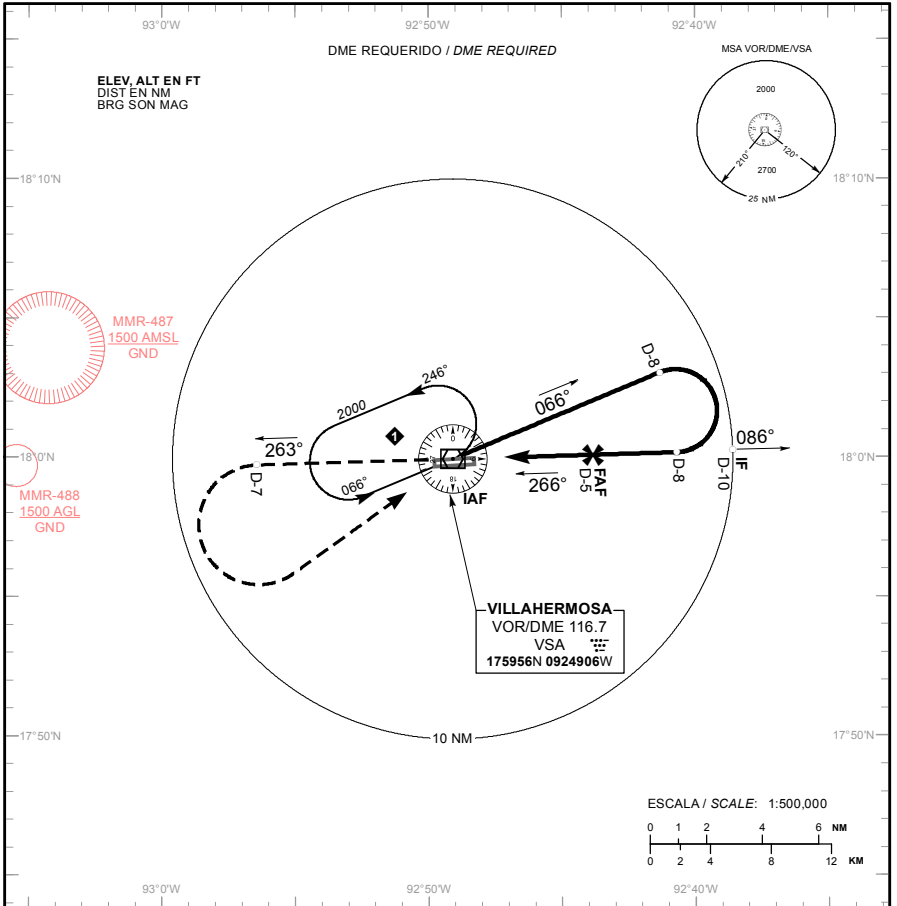 93°0'W
92°50'W
92°40'W
DME REQUERIDO / DME REQUIRED
MSA VOR/DME/VSA
ELEV, ALT EN FT
DIST EN NM
BRG SON MAG
2000
210°
120°
2700
25 NM
18°10'N
18°10'N
MMR-487
1500 AMSL
GND
246°
2000
1
066°
D-8
066°
263°
D-7
0
18
IAF
266°
FAF
D-5
D-8
D-10
IF
086°
18°0'N
18°0'N
MMR-488
1500 AGL
GND
VILLAHERMOSA
VOR/DME 116.7
VSA
175956N 0924906W
17°50'N
10 NM
17°50'N
ESCALA / SCALE: 1:500,000
0 1 2 4 6 NM
0 2 4 8 12 KM
93°0'W
92°50'W
92°40'W